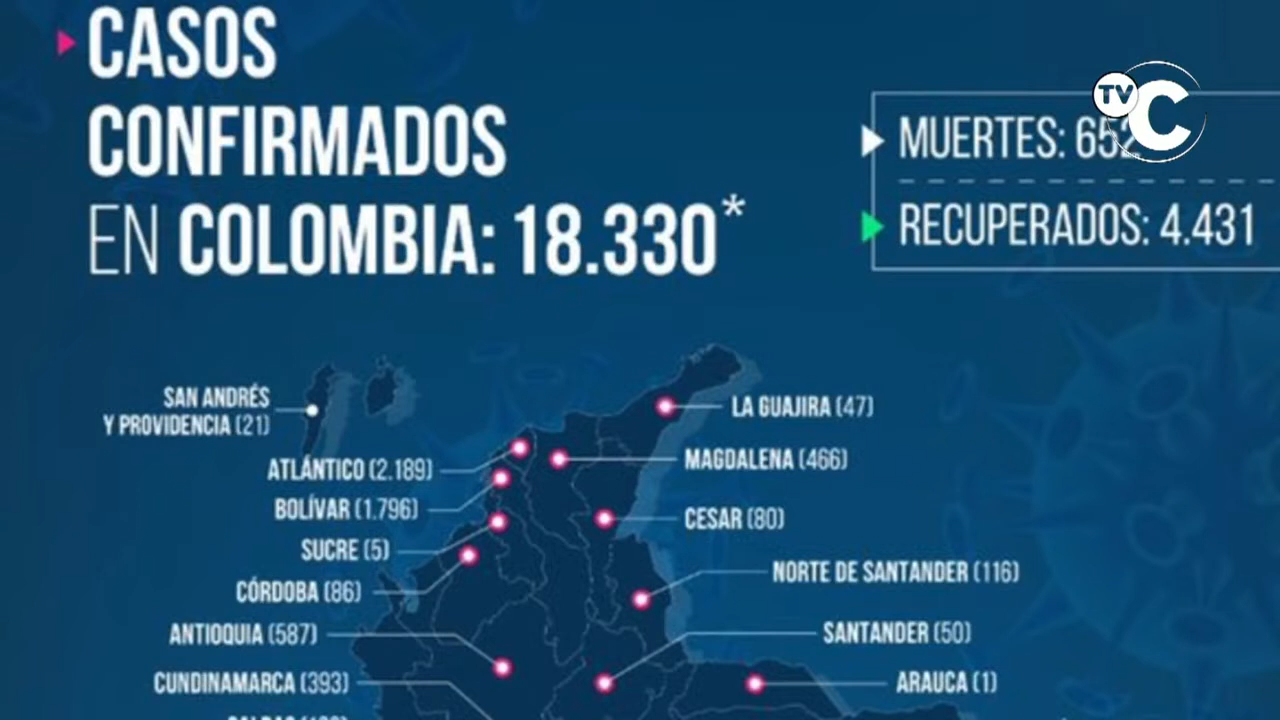 CASOS
CONFIRMADOS
EN COLOMBIA: 18.330*
TV C
MUERTES: 652
RECUPERADOS: 4.431
SAN ANDRÉS
Y PROVIDENCIA (21)
ATLÁNTICO (2.189)
BOLÍVAR (1.796)
SUCRE (5)
CÓRDOBA (86)
ANTIOQUIA (587)
CUNDINAMARCA (393)
LA GUAJIRA (47)
MAGDALENA (466)
CESAR (80)
NORTE DE SANTANDER (116)
SANTANDER (50)
ARAUCA (1)